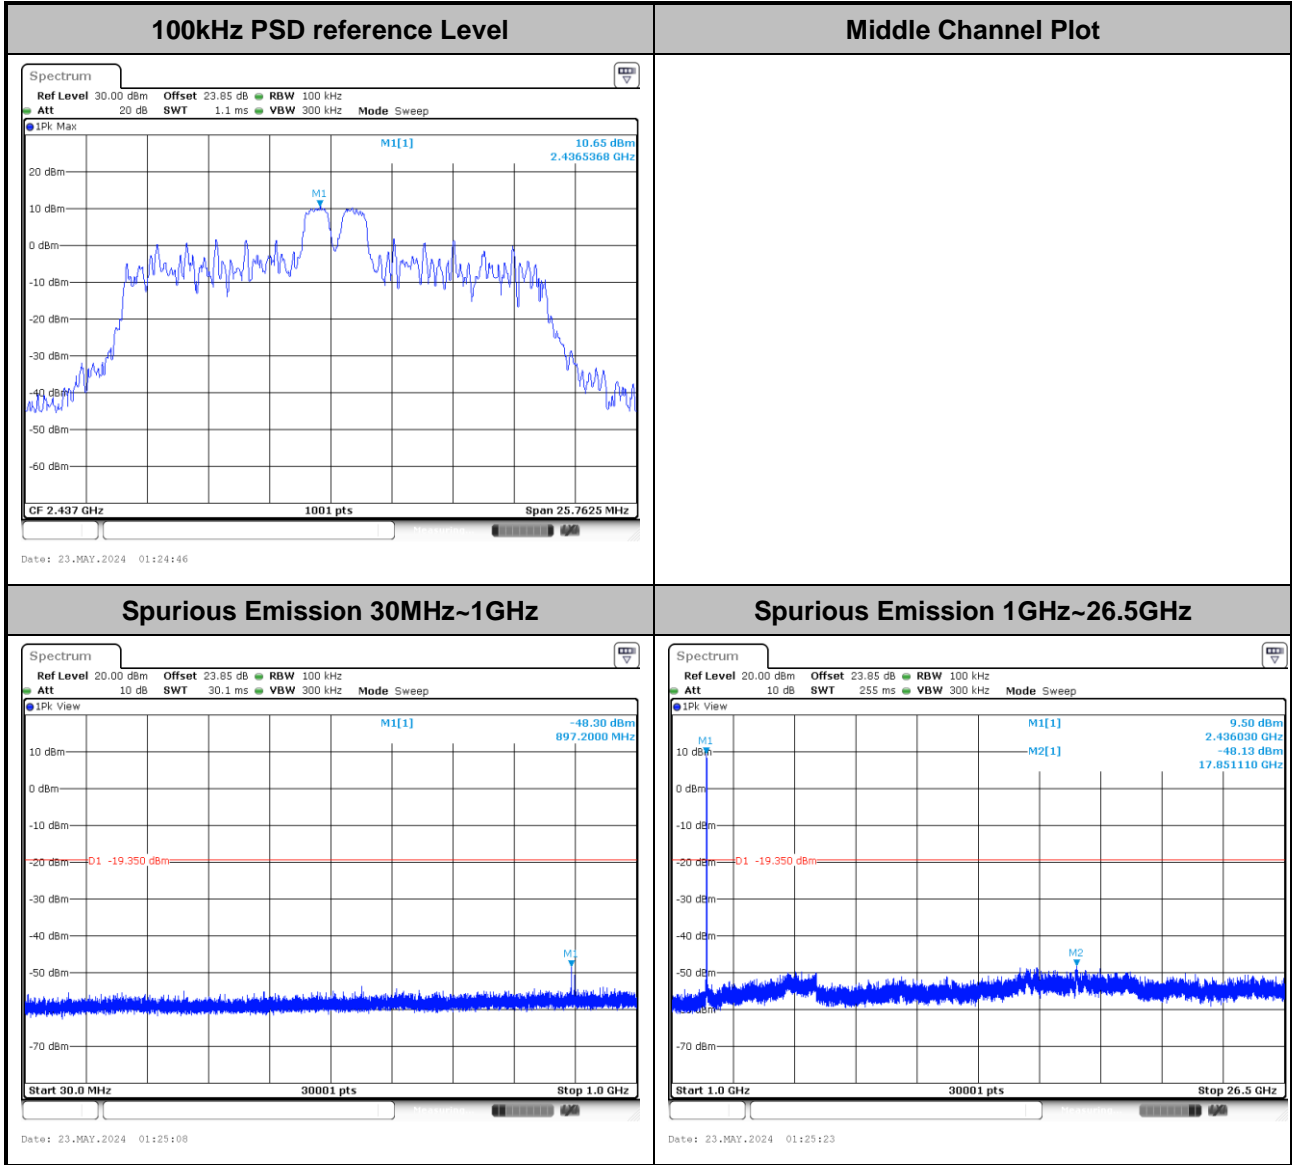 100kHz PSD reference Level
Middle Channel Plot
Spectrum
Ref Level 30.00 dBm Offset 23.85 dB RBW 100 kHz
Att 20 dB SWT 1.1 ms VBW 300 kHz Mode Sweep
1Pk Max
M1[1] 10.65 dBm
2.4365368 GHz
20 dBm
M1
10 dBm
0 dBm
-10 dBm
-20 dBm
-30 dBm
-40 dBm
-50 dBm
-60 dBm
CF 2.437 GHz 1001 pts Span 25.7625 MHz
Date: 23.MAY.2024 01:24:46
Spurious Emission 30MHz~1GHz
Spurious Emission 1GHz~26.5GHz
Spectrum
Ref Level 20.00 dBm Offset 23.85 dB RBW 100 kHz
Att 10 dB SWT 30.1 ms VBW 300 kHz Mode Sweep
1Pk View
M1[1] -48.30 dBm
897.2000 MHz
10 dBm
0 dBm
-10 dBm
-20 dBm
D1 -19.350 dBm
-30 dBm
-40 dBm
M1
-50 dBm
-70 dBm
Start 30.0 MHz 30001 pts Stop 1.0 GHz
Date: 23.MAY.2024 01:25:08
Spectrum
Ref Level 20.00 dBm Offset 23.85 dB RBW 100 kHz
Att 10 dB SWT 255 ms VBW 300 kHz Mode Sweep
1Pk View
M1[1] 9.50 dBm
2.436030 GHz
M1
10 dBm
M2[1] -48.13 dBm
17.851110 GHz
0 dBm
-10 dBm
-20 dBm
D1 -19.350 dBm
-30 dBm
-40 dBm
M2
-50 dBm
-70 dBm
Start 1.0 GHz 30001 pts Stop 26.5 GHz
Date: 23.MAY.2024 01:25:23